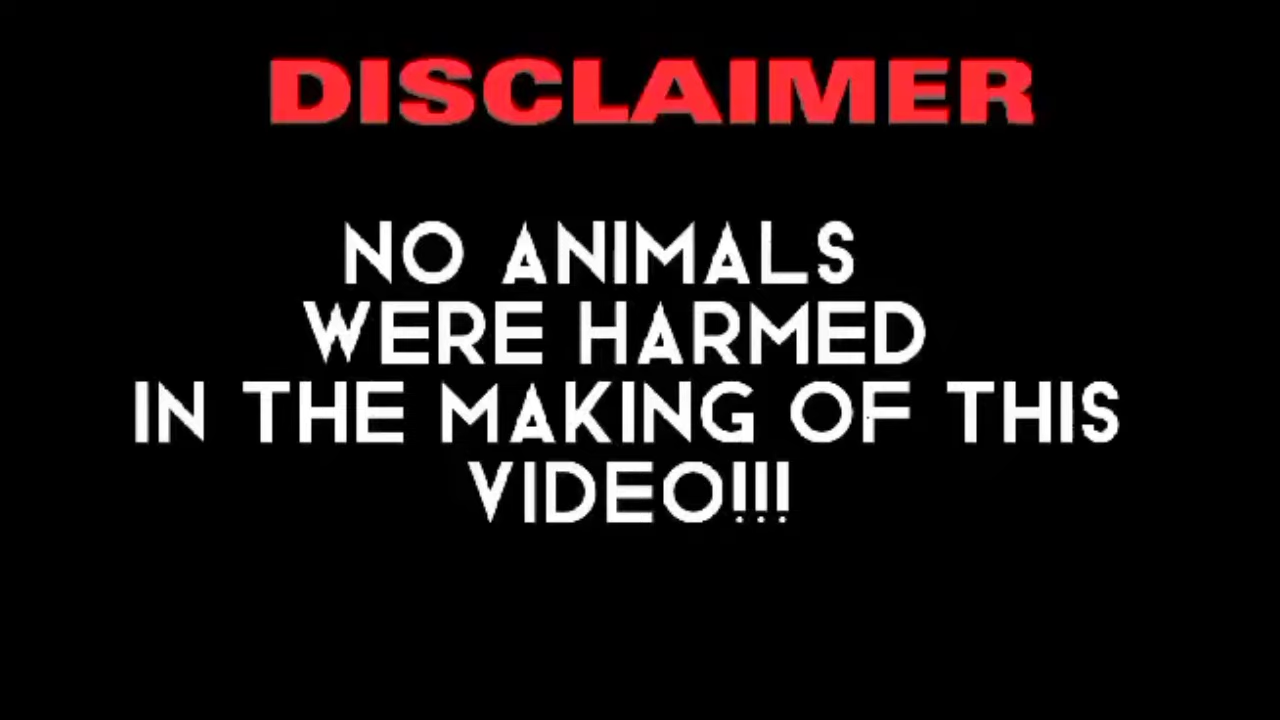 DISCLAIMER
NO ANIMALS
WERE HARMED
IN THE MAKING OF THIS
VIDEO!!!